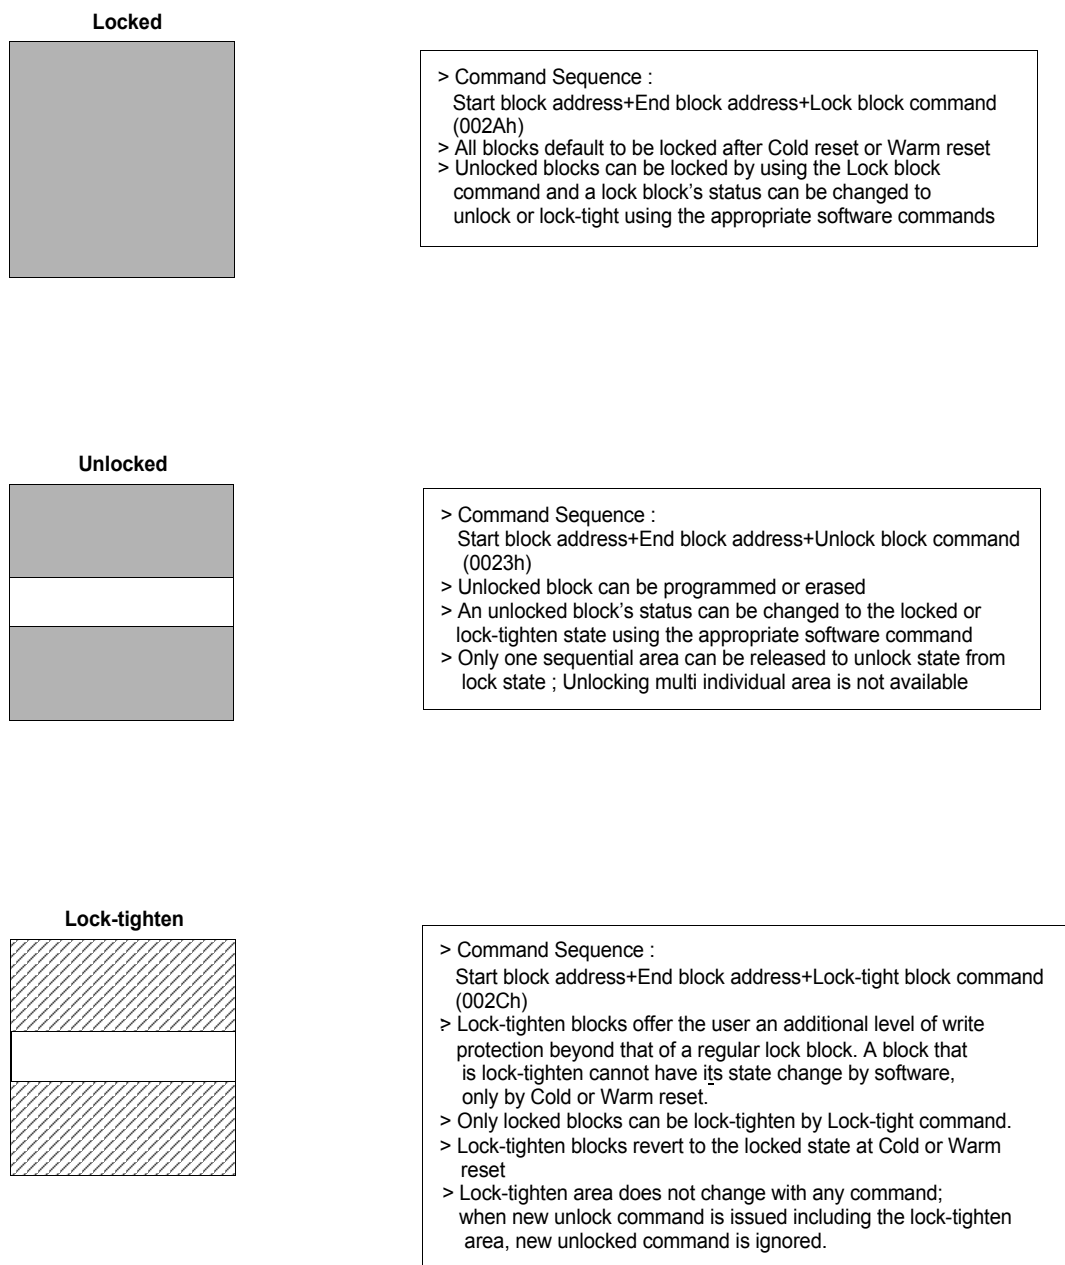 Locked
> Command Sequence :
Start block address+End block address+Lock block command
(002Ah)
> All blocks default to be locked after Cold reset or Warm reset
> Unlocked blocks can be locked by using the Lock block
command and a lock block's status can be changed to
unlock or lock-tight using the appropriate software commands
Unlocked
> Command Sequence :
Start block address+End block address+Unlock block command
(0023h)
> Unlocked block can be programmed or erased
> An unlocked block's status can be changed to the locked or
lock-tighten state using the appropriate software command
> Only one sequential area can be released to unlock state from
lock state ; Unlocking multi individual area is not available
Lock-tighten
> Command Sequence :
Start block address+End block address+Lock-tight block command
(002Ch)
> Lock-tighten blocks offer the user an additional level of write
protection beyond that of a regular lock block. A block that
is lock-tighten cannot have its state change by software,
only by Cold or Warm reset.
> Only locked blocks can be lock-tighten by Lock-tight command.
> Lock-tighten blocks revert to the locked state at Cold or Warm
reset
> Lock-tighten area does not change with any command;
when new unlock command is issued including the lock-tighten
area, new unlocked command is ignored.